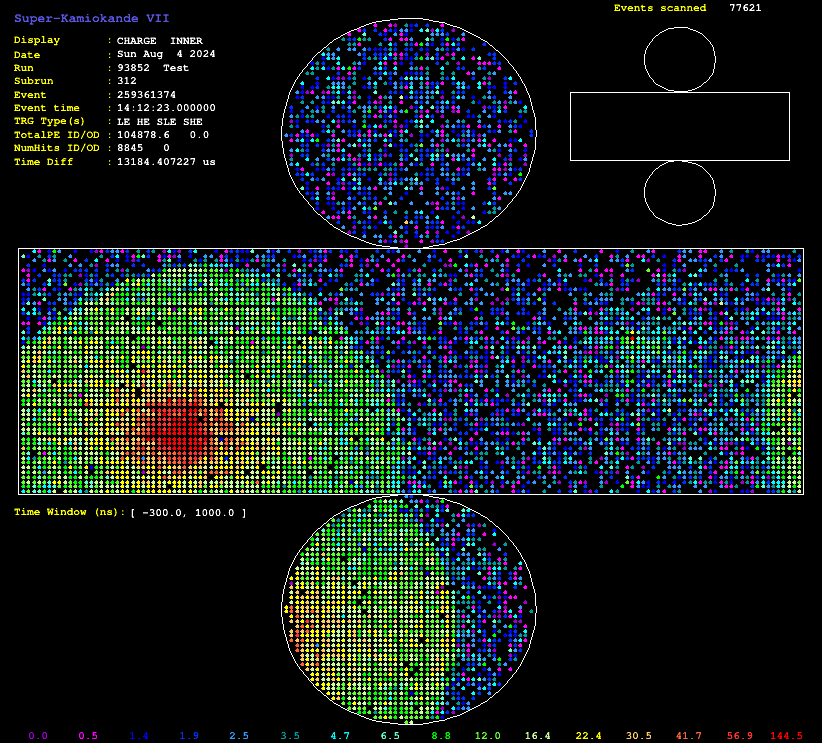 Super-Kamiokande VII
Events scanned 77621
Display : CHARGE INNER
Date : Sun Aug 4 2024
Run : 93852 Test
Subrun : 312
Event : 259361374
Event time : 14:12:23.000000
TRG Type(s) : LE HE SLE SHE
TotalPE ID/OD : 104878.6 0.0
NumHits ID/OD : 8845 0
Time Diff : 13184.407227 us
Time Window (ns): [ -300.0, 1000.0 ]
0.0 0.5 1.4 1.9 2.5 3.5 4.7 6.5 8.8 12.0 16.4 22.4 30.5 41.7 56.9 144.5